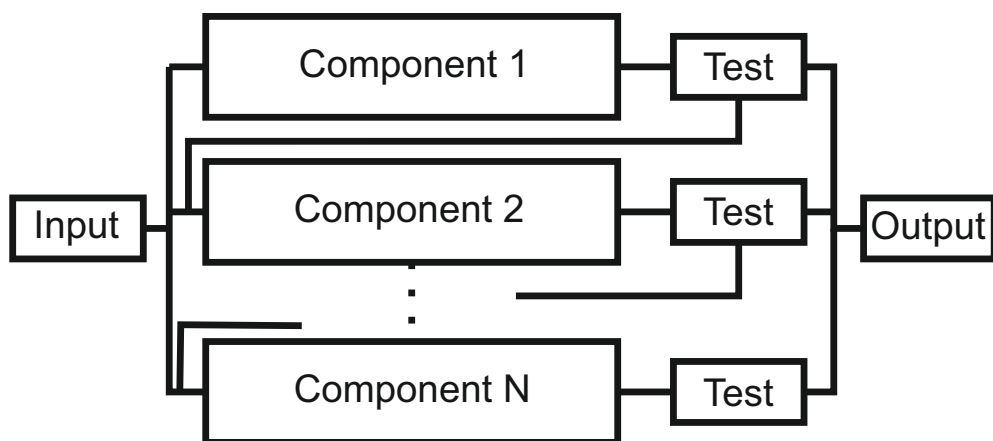 Component 1
Test
Input
Component 2
Test
Output
Component N
Test